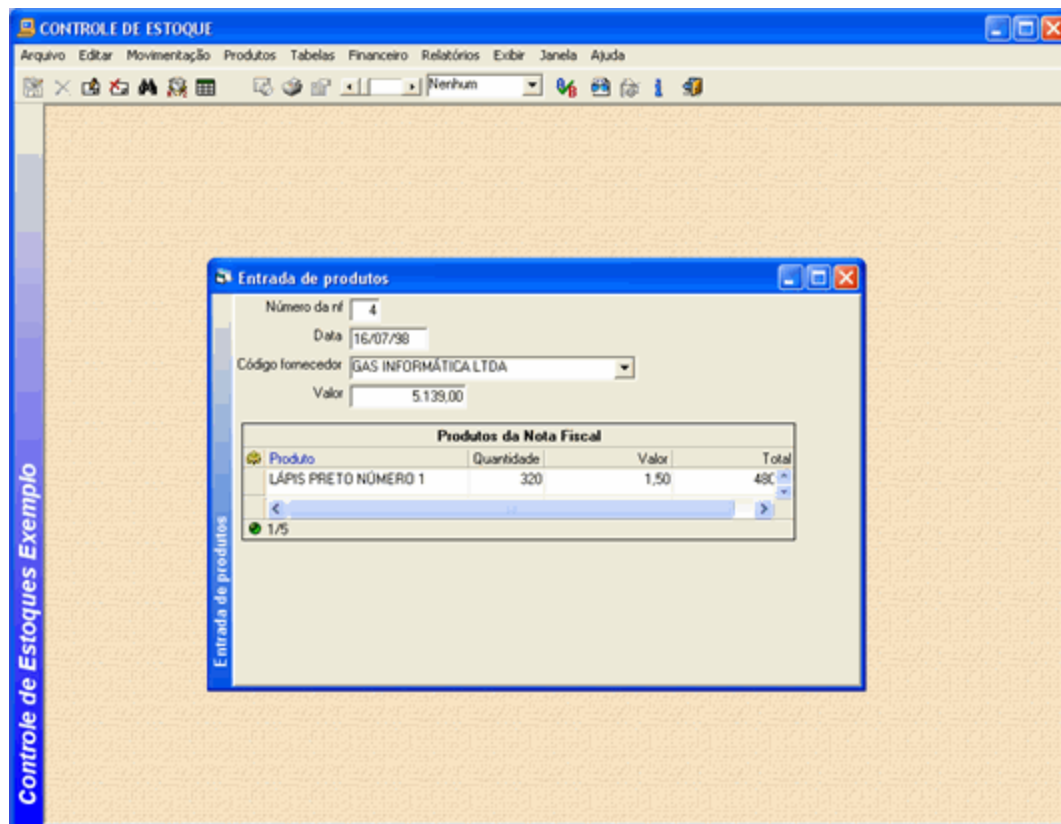 CONTROLE DE ESTOQUE
Arquivo Editar Movimentação Produtos Tabelas Financeiro Relatórios Exibir Janela Ajuda
Nenhum
Entrada de produtos
Número da nf 4
Data 16/07/98
Código fornecedor GAS INFORMÁTICA LTDA
Valor 5.139,00
Produtos da Nota Fiscal
Produto Quantidade Valor Total
LÁPIS PRETO NÚMERO 1 320 1,50 480
1/5
Entrada de produtos
Controle de Estoques Exemplo